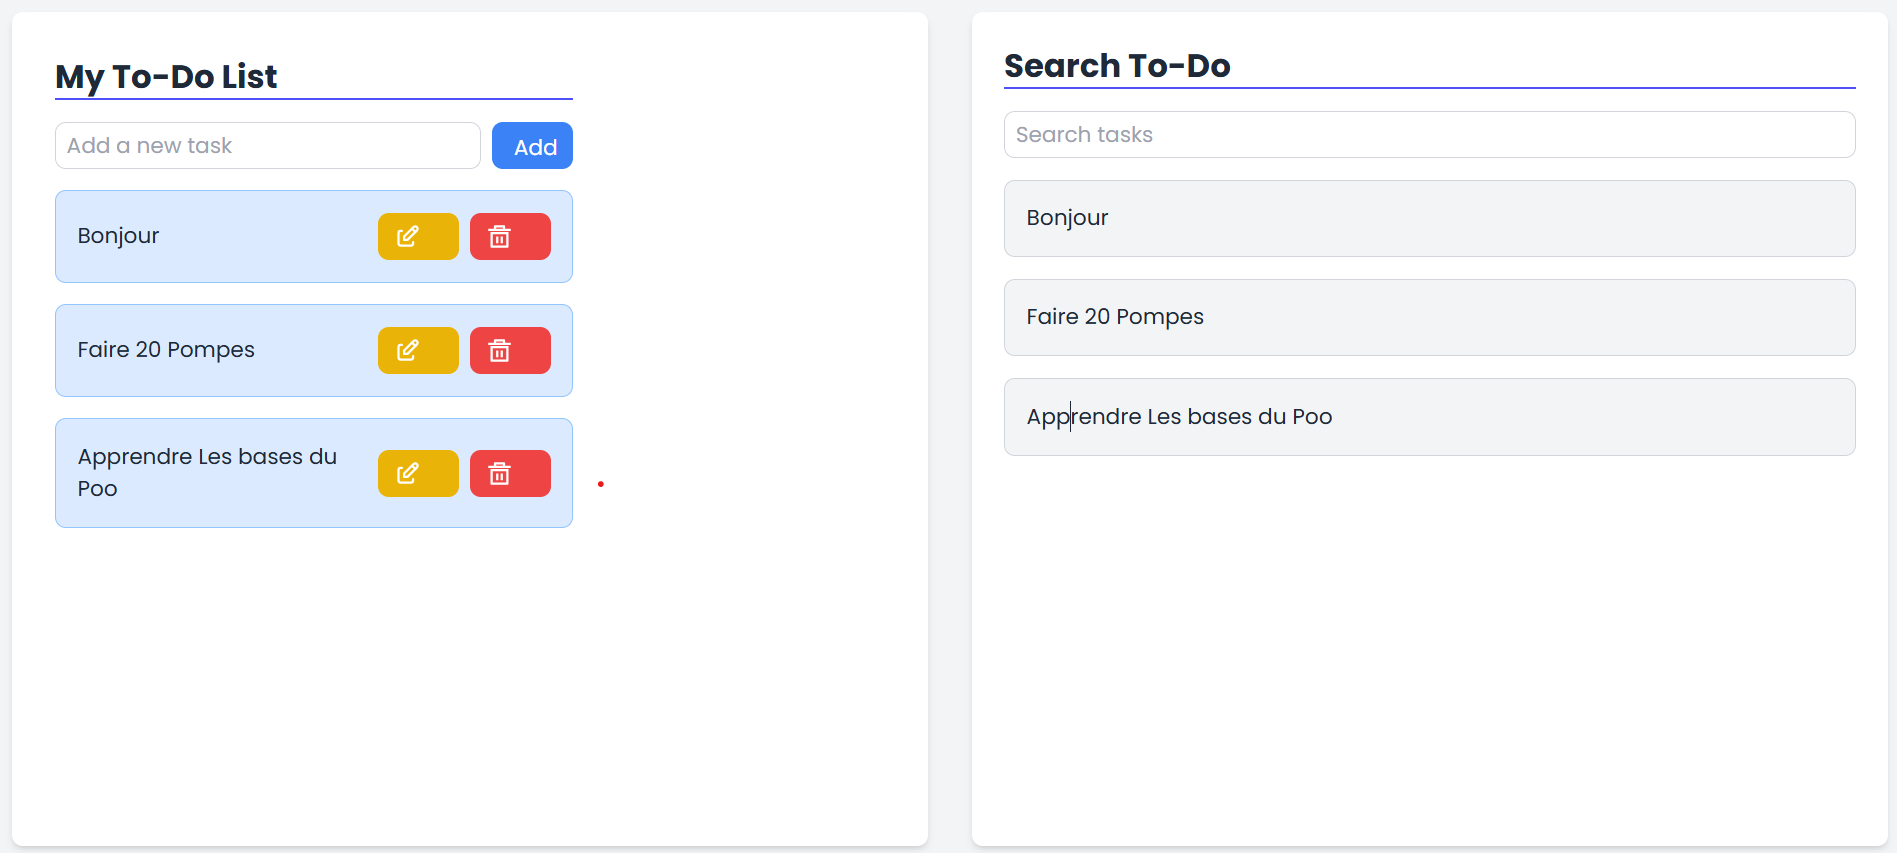 My To-Do List
Add a new task
Add
Bonjour
Faire 20 Pompes
Apprendre Les bases du
Poo
Search To-Do
Search tasks
Bonjour
Faire 20 Pompes
Apprendre Les bases du Poo